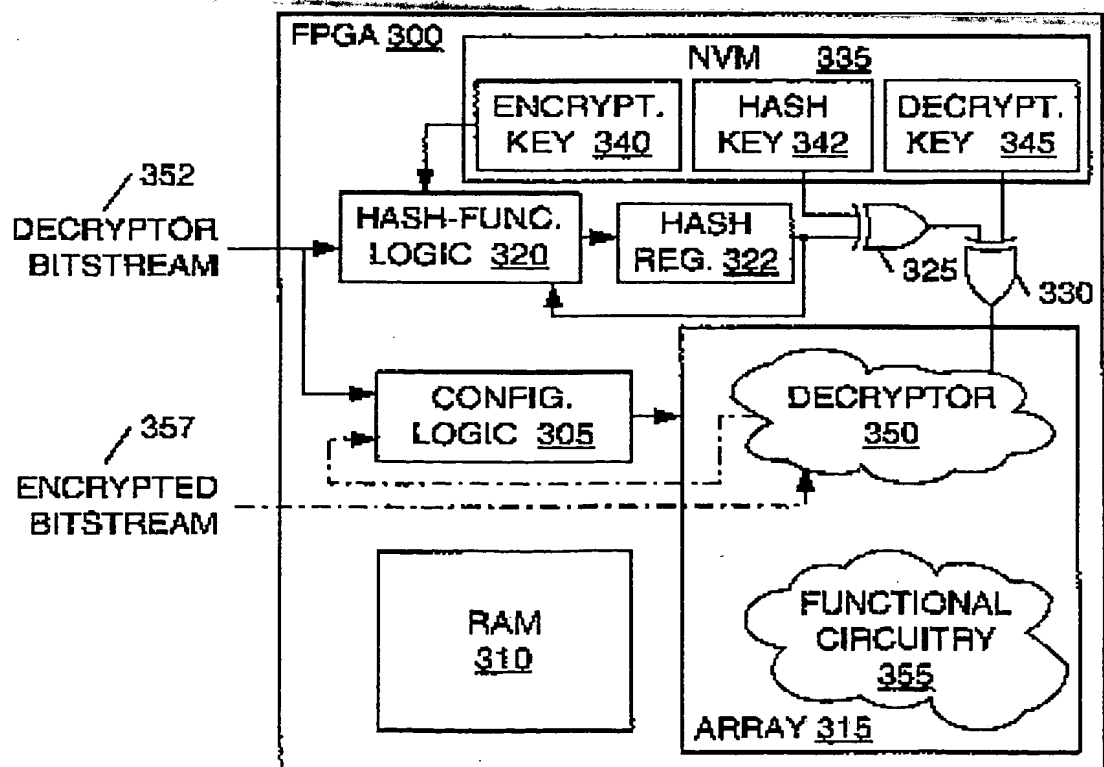 FPGA 300
NVM 335
ENCRYPT.
KEY 340
HASH
KEY 342
DECRYPT.
KEY 345
352
DECRYPTOR
BITSTREAM
HASH-FUNC.
LOGIC 320
HASH
REG. 322
325
330
CONFIG.
LOGIC 305
DECRYPTOR
350
357
ENCRYPTED
BITSTREAM
RAM
310
FUNCTIONAL
CIRCUITRY
355
ARRAY 315